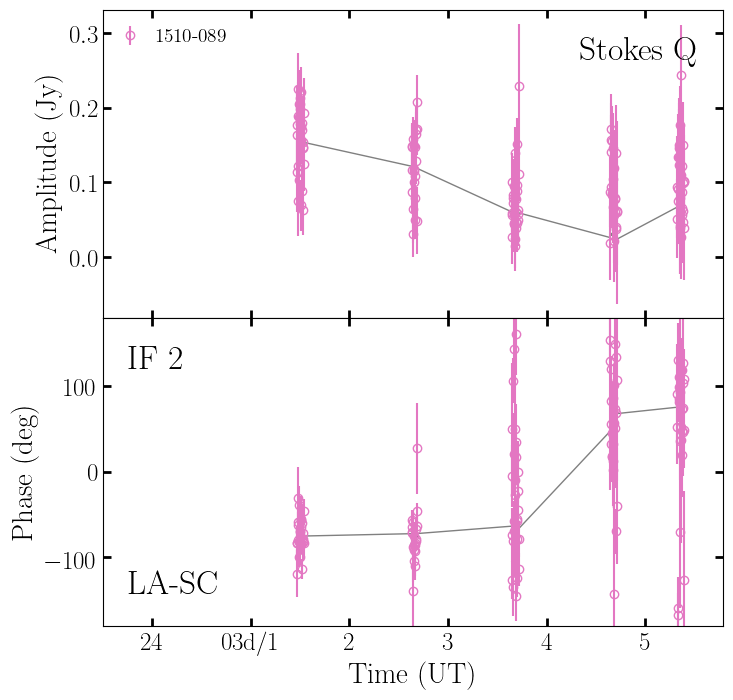 1510-089
Stokes Q
Amplitude (Jy)
0.3
0.2
0.1
0.0
IF 2
Phase (deg)
100
0
−100
LA-SC
24
03d/1
2
3
4
5
Time (UT)